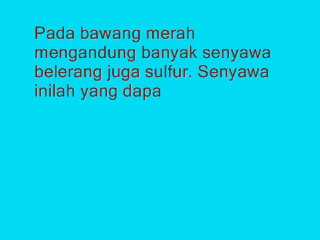 Pada bawang merah
mengandung banyak senyawa
belerang juga sulfur. Senyawa
inilah yang dapa